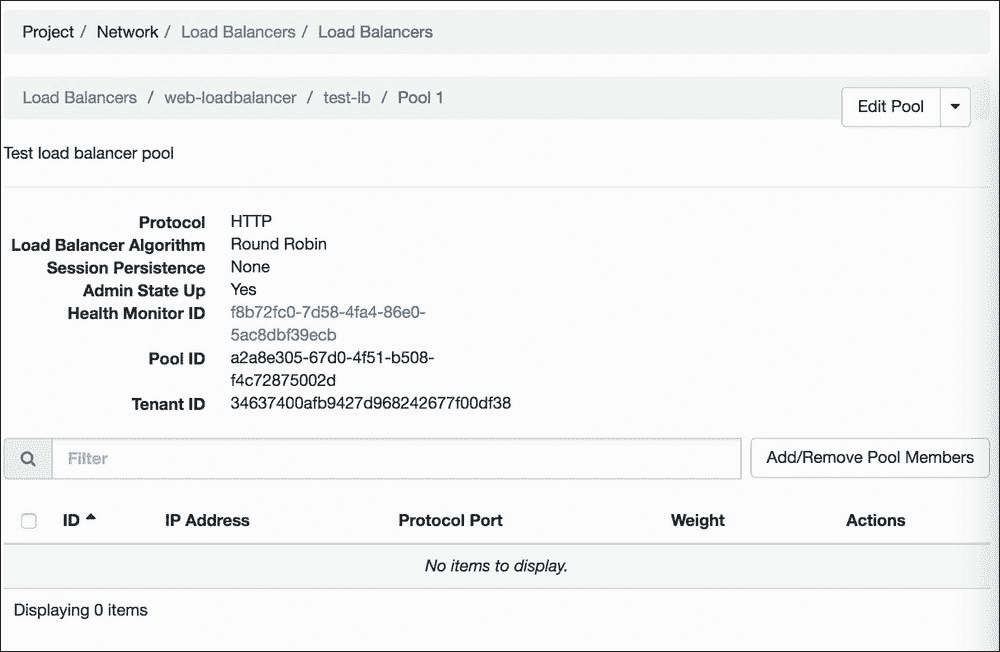 Project / Network / Load Balancers / Load Balancers
Load Balancers / web-loadbalancer / test-lb / Pool 1
Edit Pool
Test load balancer pool
Protocol HTTP
Load Balancer Algorithm Round Robin
Session Persistence None
Admin State Up Yes
Health Monitor ID f8b72fc0-7d58-4fa4-86e0-
5ac8dbf39ecb
Pool ID a2a8e305-67d0-4f51-b508-
f4c72875002d
Tenant ID 34637400afb9427d968242677f00df38
Filter
Add/Remove Pool Members
ID IP Address Protocol Port Weight Actions
No items to display.
Displaying 0 items